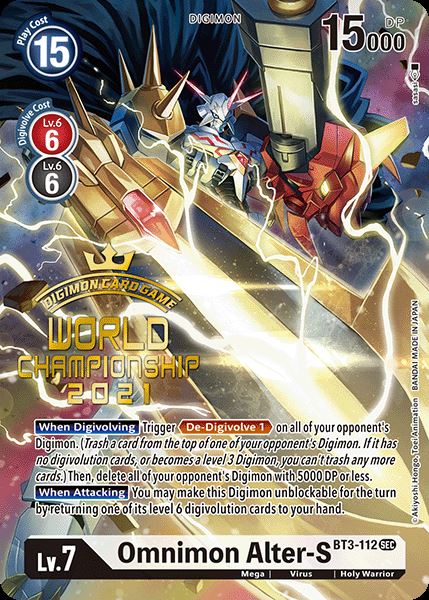 Play Cost
15
DIGIMON
DP
15000
Digivolve Cost
Lv.6
6
Lv.6
6
DIGIMON CARD GAME
WORLD
CHAMPIONSHIP
2021
When Digivolving Trigger De-Digivolve 1 on all of your opponent's
Digimon. (Trash a card from the top of one of your opponent's Digimon. If it has
no digivolution cards, or becomes a level 3 Digimon, you can't trash any more
cards.) Then, delete all of your opponent's Digimon with 5000 DP or less.
When Attacking You may make this Digimon unblockable for the turn
by returning one of its level 6 digivolution cards to your hand.
©Akiyoshi Hongo, Toei Animation BANDAI MADE IN JAPAN
Lv.7
Omnimon Alter-S
BT3-112 SEC
Mega | Virus | Holy Warrior